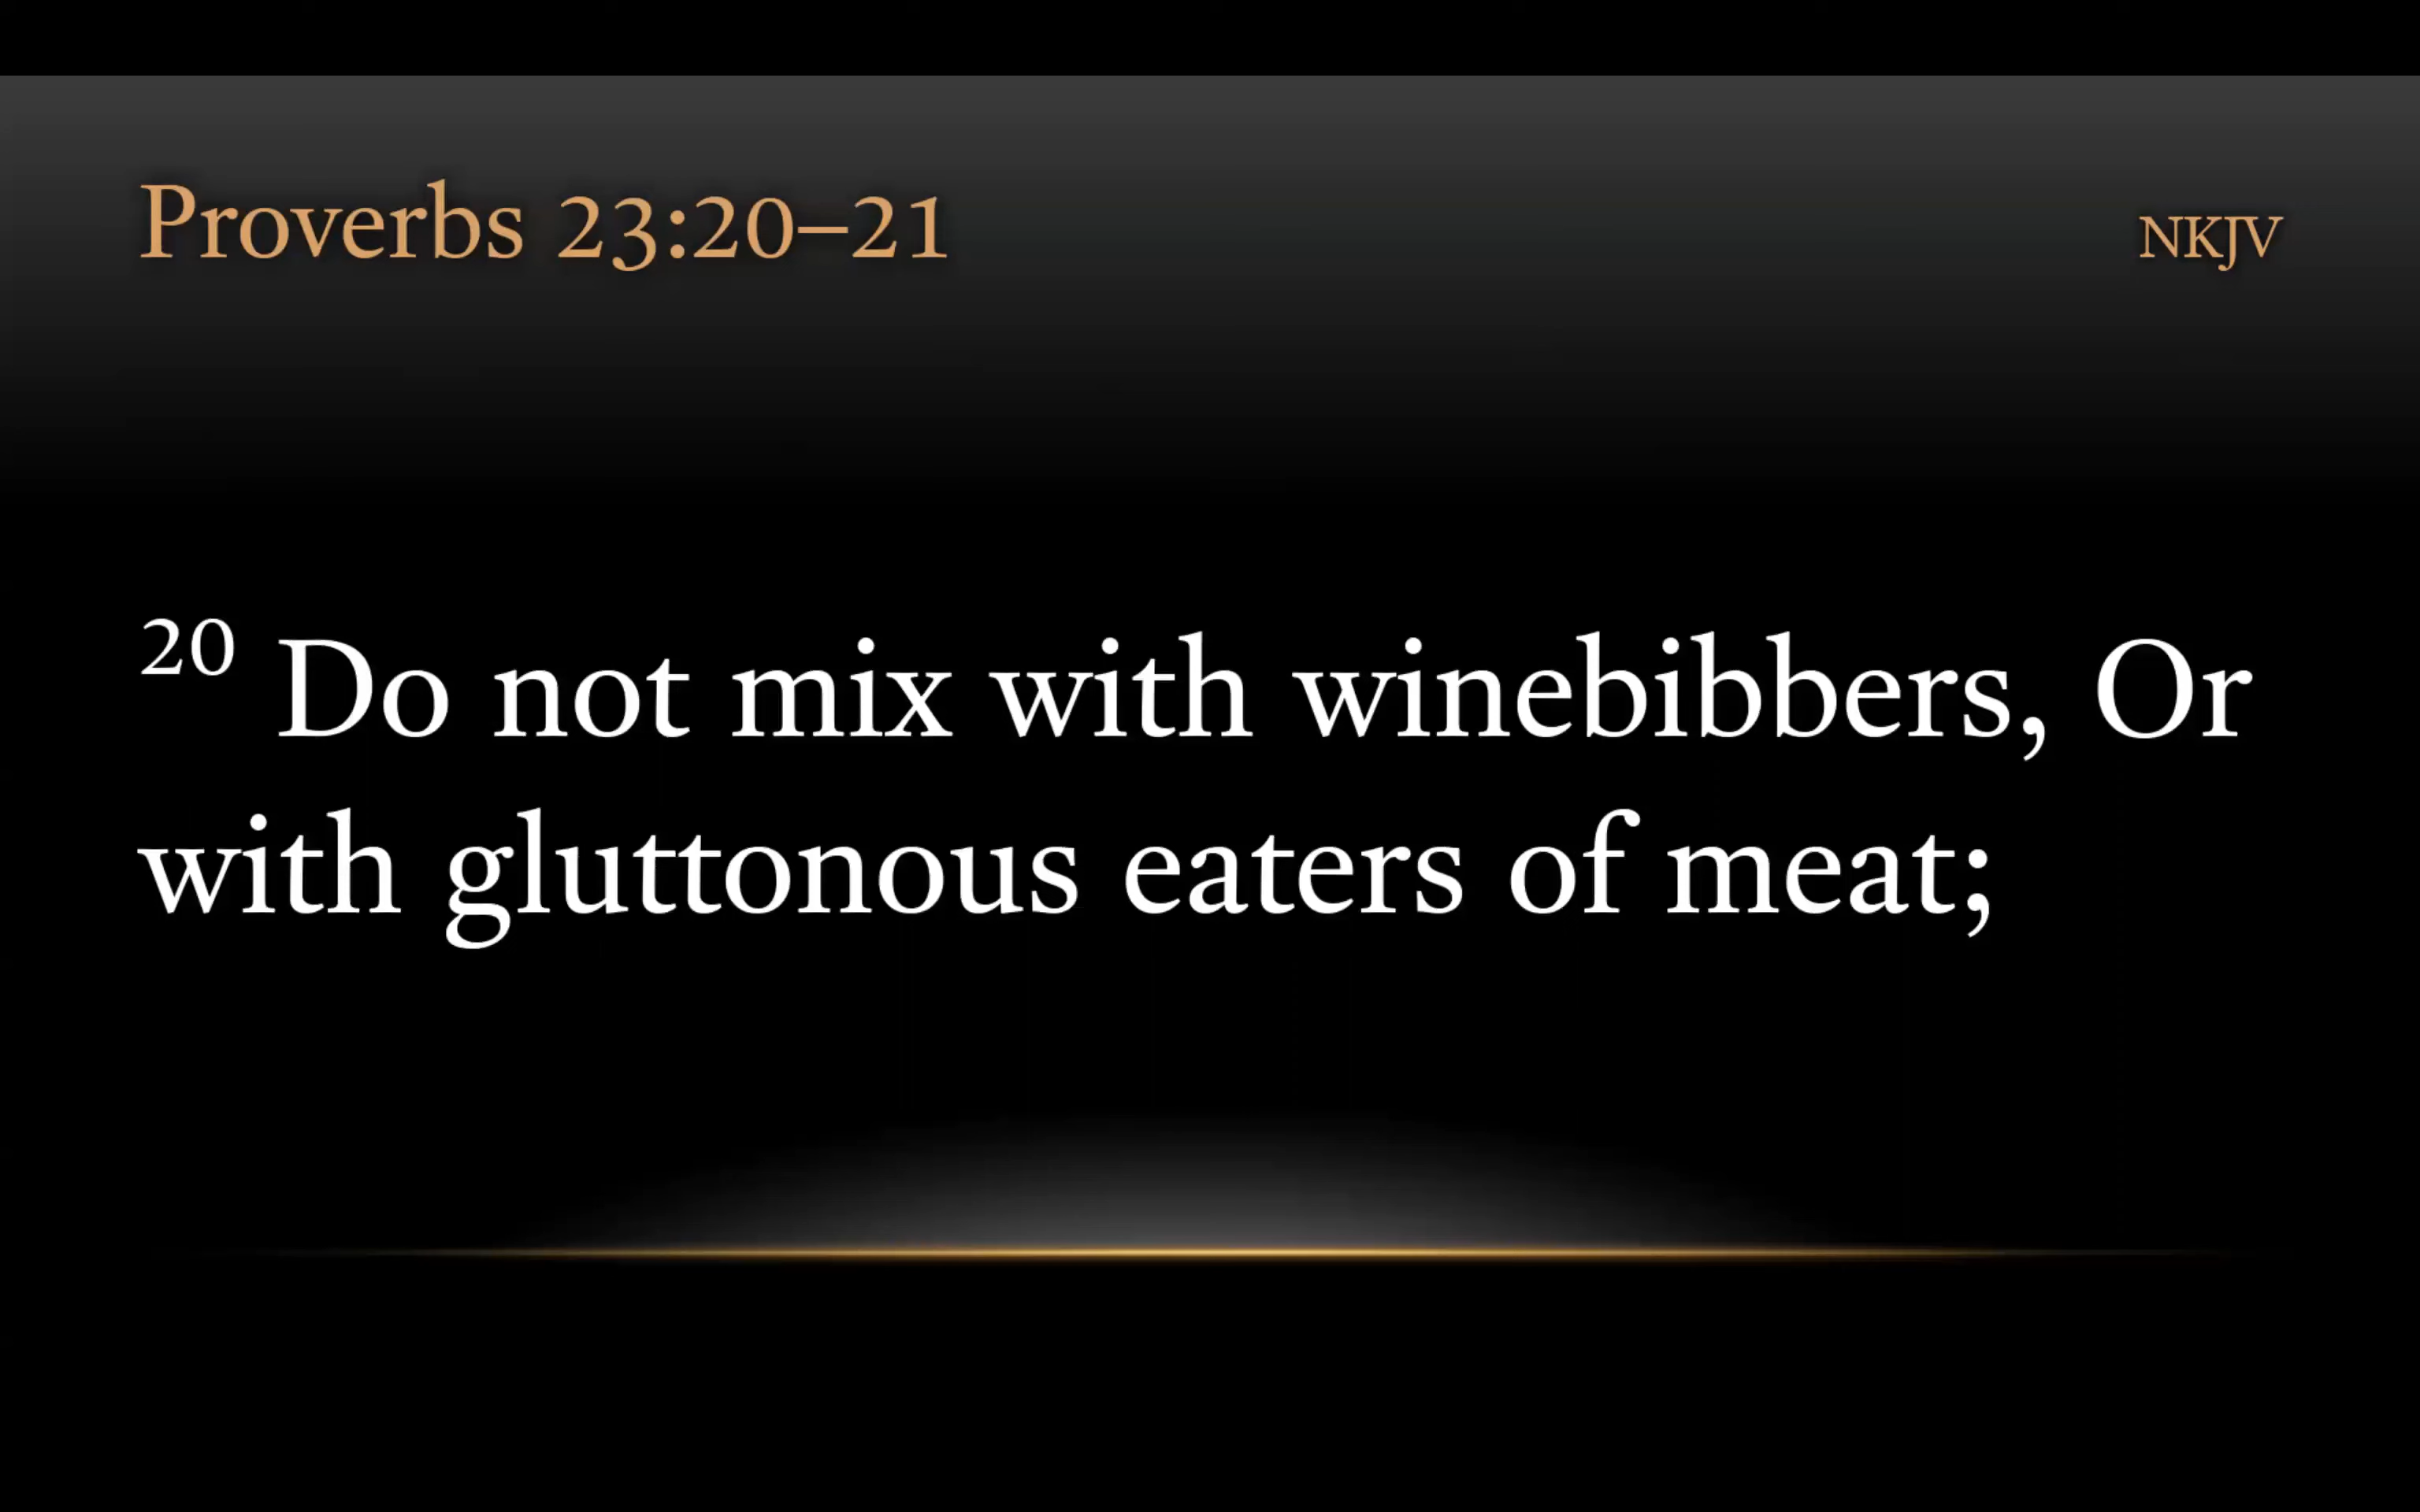 Proverbs 23:20–21
NKJV
20 Do not mix with winebibbers, Or
with gluttonous eaters of meat;